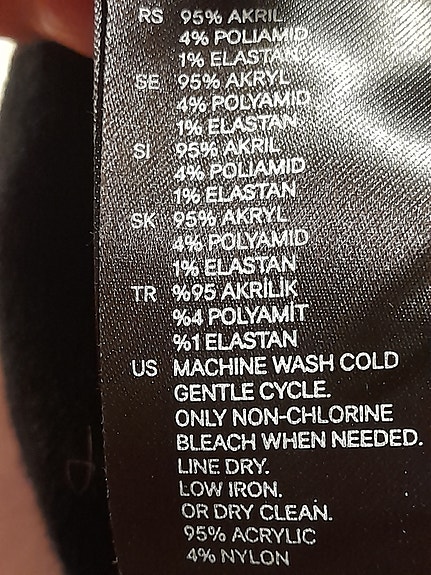 RS 95% AKRIL
4% POLIAMID
1% ELASTAN
SE 95% AKRYL
4% POLYAMID
1% ELASTAN
SI 95% AKRIL
4% POLIAMID
1% ELASTAN
SK 95% AKRYL
4% POLYAMID
1% ELASTAN
TR %95 AKRİLİK
%4 POLYAMİT
%1 ELASTAN
US MACHINE WASH COLD
GENTLE CYCLE.
ONLY NON-CHLORINE
BLEACH WHEN NEEDED.
LINE DRY.
LOW IRON.
OR DRY CLEAN.
95% ACRYLIC
4% NYLON